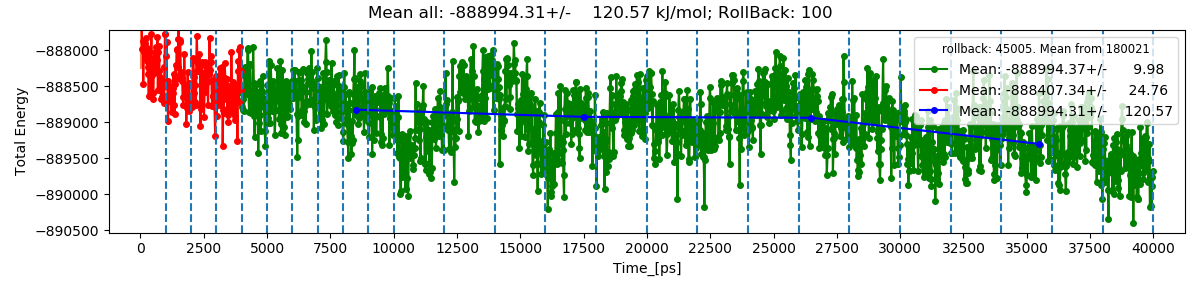 Mean all: -888994.31+/-    120.57 kJ/mol; RollBack: 100
rollback: 45005. Mean from 180021
Mean: -888994.37+/-      9.98
Mean: -888407.34+/-    24.76
Mean: -888994.31+/-    120.57
Total Energy
−888000
−888500
−889000
−889500
−890000
−890500
0 2500 5000 7500 10000 12500 15000 17500 20000 22500 25000 27500 30000 32500 35000 37500 40000
Time_[ps]